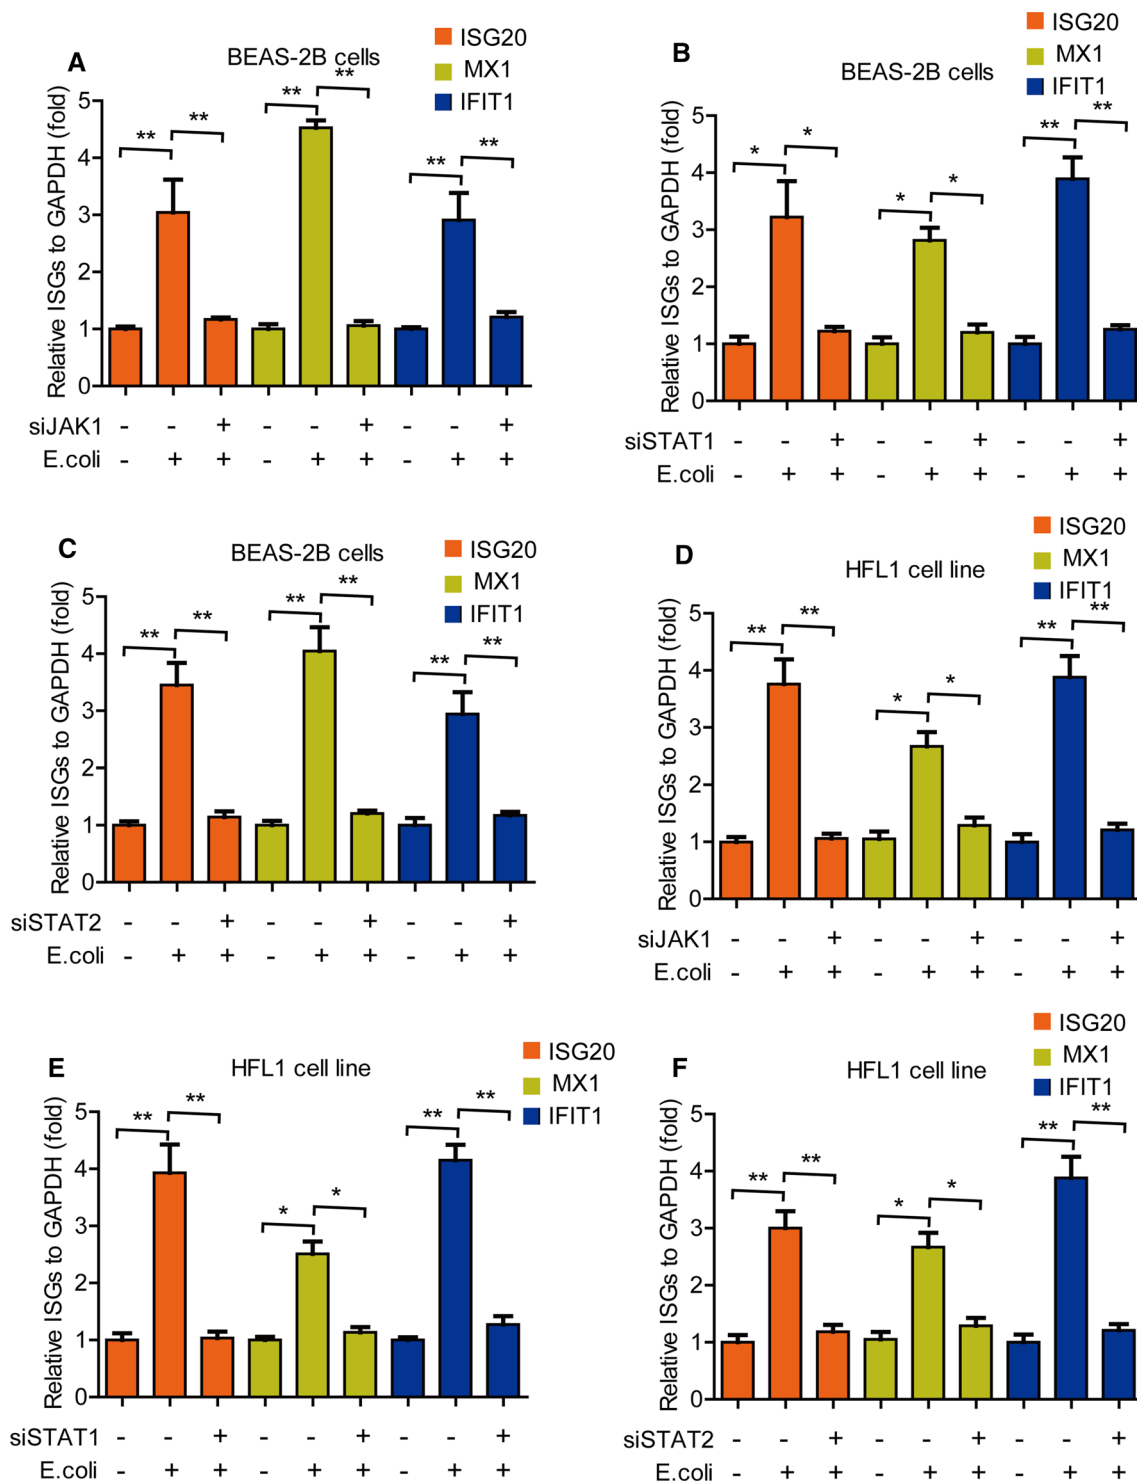 A
BEAS-2B cells
ISG20
MX1
IFIT1
Relative ISGs to GAPDH (fold)
5
4
3
2
1
0
** ** ** ** ** **
siJAK1 - - + - - + - - +
E.coli - + + - + + - + +
B
BEAS-2B cells
ISG20
MX1
IFIT1
Relative ISGs to GAPDH (fold)
5
4
3
2
1
0
* * * * ** **
siSTAT1 - - + - - + - - +
E.coli - + + - + + - + +
C
BEAS-2B cells
ISG20
MX1
IFIT1
Relative ISGs to GAPDH (fold)
5
4
3
2
1
0
** ** ** ** ** **
siSTAT2 - - + - - + - - +
E.coli - + + - + + - + +
D
HFL1 cell line
ISG20
MX1
IFIT1
Relative ISGs to GAPDH (fold)
5
4
3
2
1
0
** ** * * ** **
siJAK1 - - + - - + - - +
E.coli - + + - + + - + +
E
HFL1 cell line
ISG20
MX1
IFIT1
Relative ISGs to GAPDH (fold)
5
4
3
2
1
0
** ** * * ** **
siSTAT1 - - + - - + - - +
E.coli - + + - + + - + +
F
HFL1 cell line
ISG20
MX1
IFIT1
Relative ISGs to GAPDH (fold)
5
4
3
2
1
0
** ** * * ** **
siSTAT2 - - + - - + - - +
E.coli - + + - + + - + +